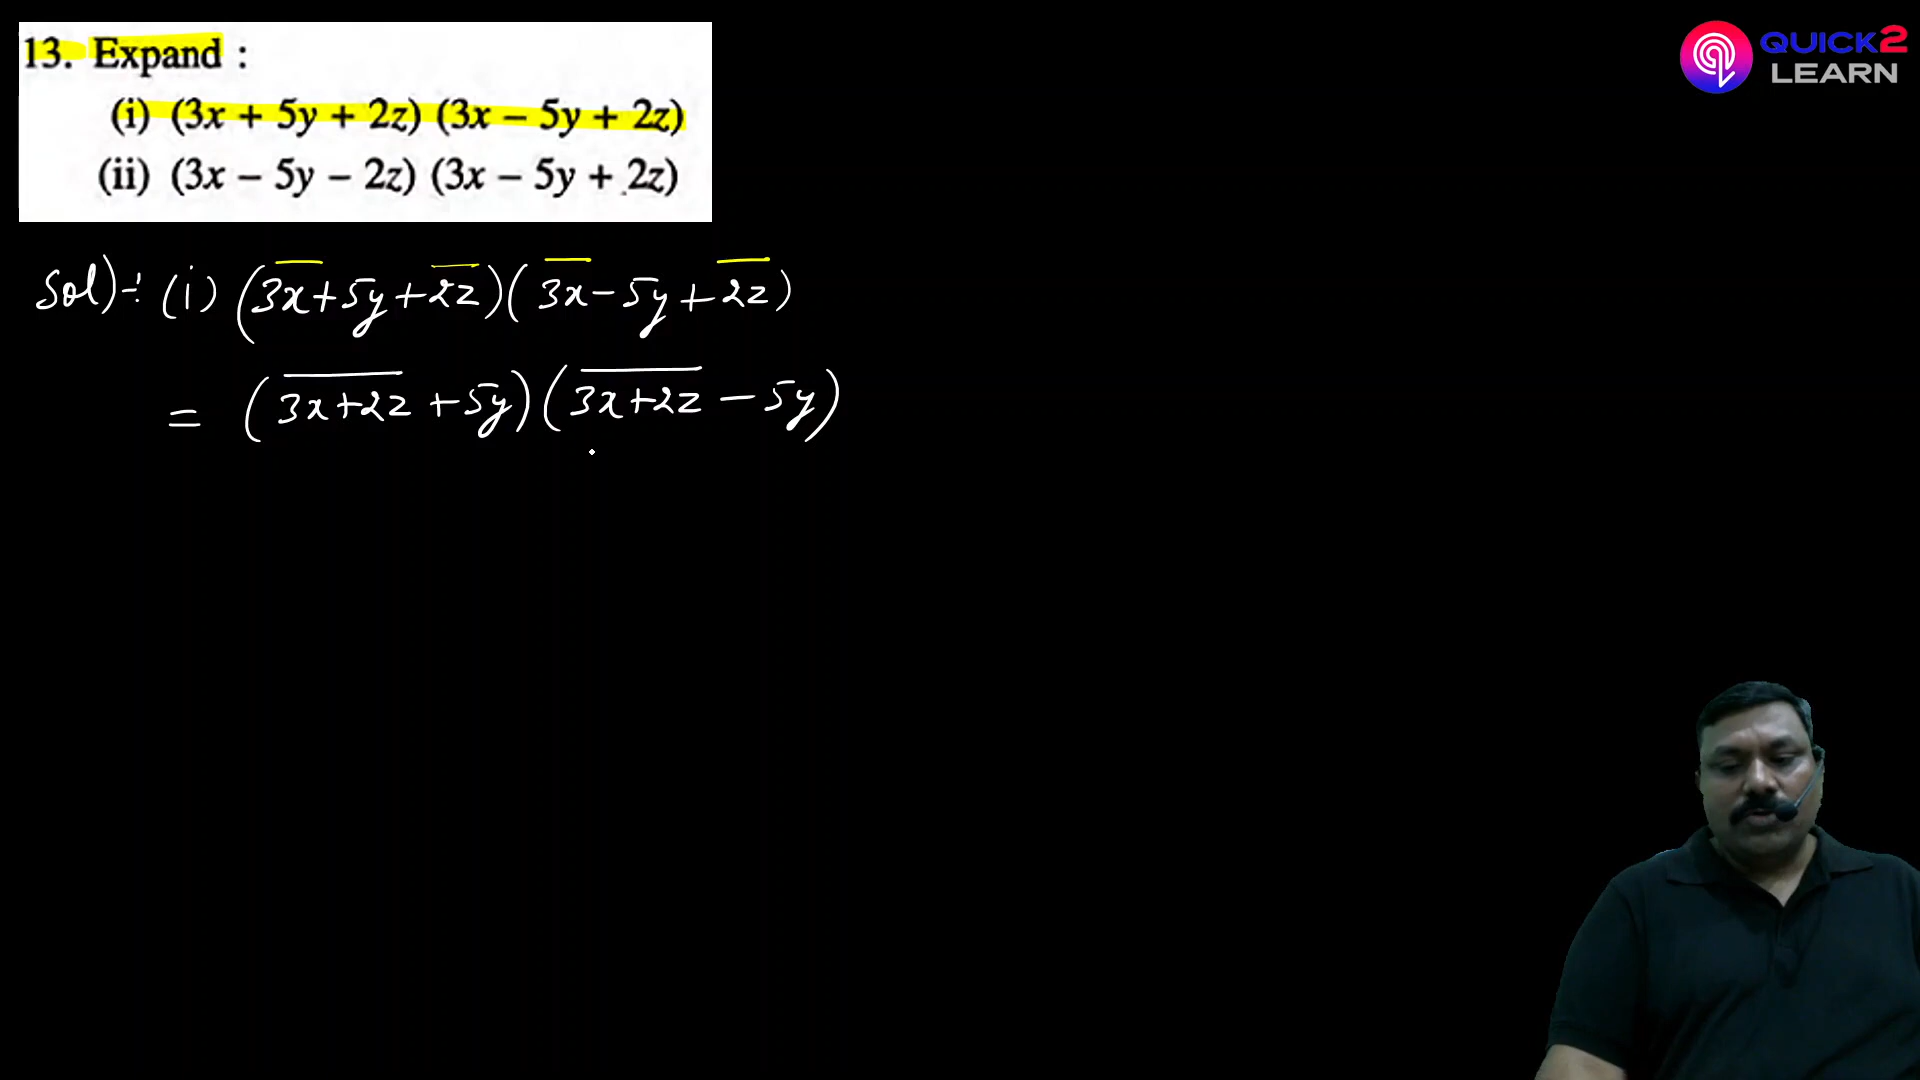 13. Expand :
(i) (3x + 5y + 2z) (3x – 5y + 2z)
(ii) (3x – 5y – 2z) (3x – 5y + 2z)
QUICK2
LEARN
Sol):- (i) (3x+5y+2z)(3x-5y+2z)
= (3x+2z +5y)(3x+2z - 5y)